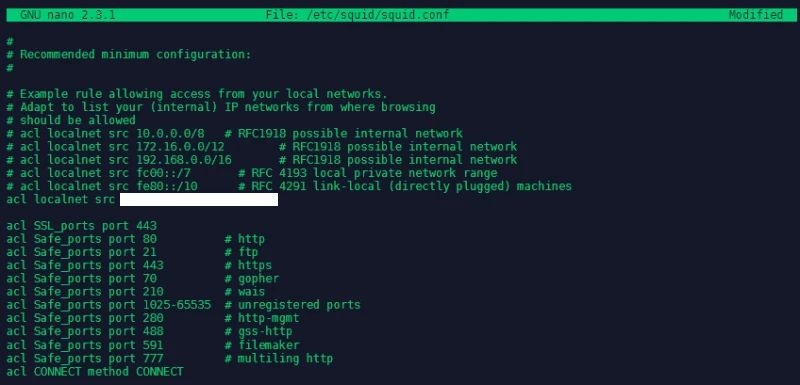 GNU nano 2.3.1 File: /etc/squid/squid.conf Modified
#
# Recommended minimum configuration:
#
# Example rule allowing access from your local networks.
# Adapt to list your (internal) IP networks from where browsing
# should be allowed
# acl localnet src 10.0.0.0/8 # RFC1918 possible internal network
# acl localnet src 172.16.0.0/12 # RFC1918 possible internal network
# acl localnet src 192.168.0.0/16 # RFC1918 possible internal network
# acl localnet src fc00::/7 # RFC 4193 local private network range
# acl localnet src fe80::/10 # RFC 4291 link-local (directly plugged) machines
acl localnet src
acl SSL_ports port 443
acl Safe_ports port 80 # http
acl Safe_ports port 21 # ftp
acl Safe_ports port 443 # https
acl Safe_ports port 70 # gopher
acl Safe_ports port 210 # wais
acl Safe_ports port 1025-65535 # unregistered ports
acl Safe_ports port 280 # http-mgmt
acl Safe_ports port 488 # gss-http
acl Safe_ports port 591 # filemaker
acl Safe_ports port 777 # multiling http
acl CONNECT method CONNECT